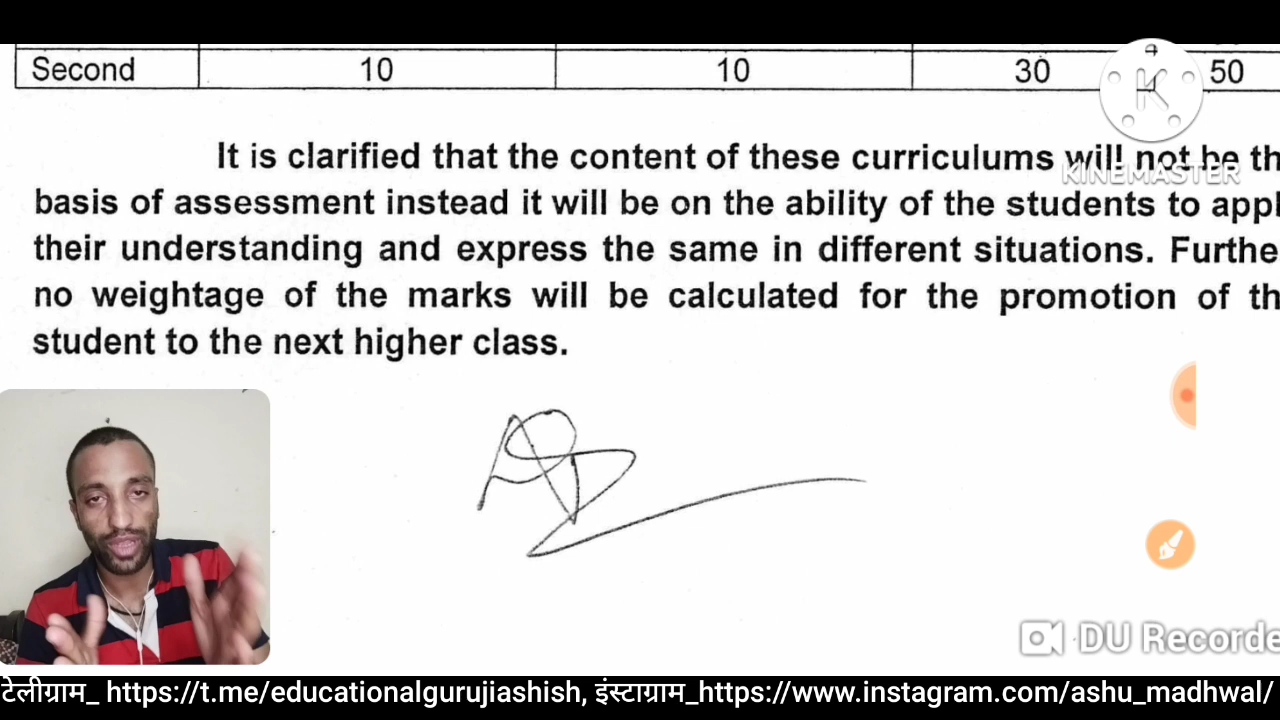 Second 10 10 30 50
It is clarified that the content of these curriculums will not be th
basis of assessment instead it will be on the ability of the students to appl
their understanding and express the same in different situations. Furthe
no weightage of the marks will be calculated for the promotion of th
student to the next higher class.
K
KINEMASTER
DU Recorde
टेलीग्राम_ https://t.me/educationalgurujiashish, इंस्टाग्राम_https://www.instagram.com/ashu_madhwal/